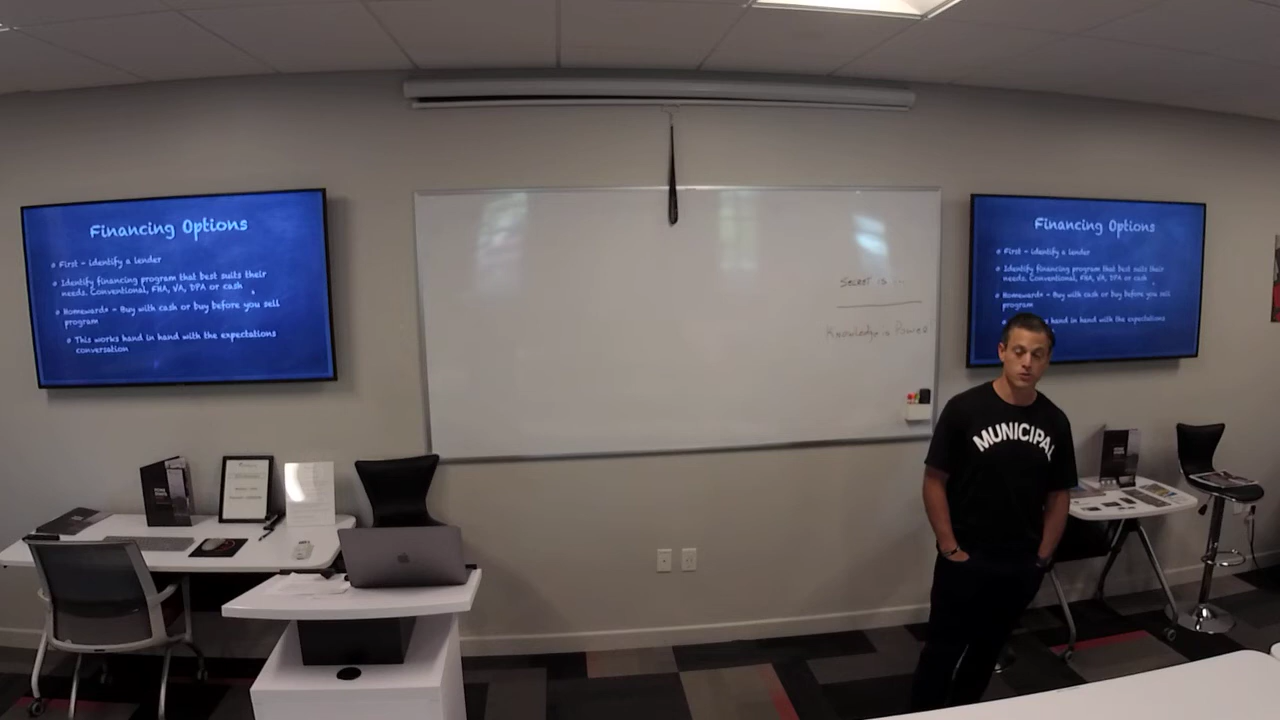 Financing Options
First - identify a lender
Identify financing program that best suits their
needs. Conventional, FHA, VA, DPA or cash
Homewards - Buy with cash or buy before you sell
program
This works hand in hand with the expectations
conversation
Secret is ...
Knowledge is Power
Financing Options
First - identify a lender
Identify financing program that best suits their
needs. Conventional, FHA, VA, DPA or cash
Homewards - Buy with cash or buy before you sell
program
hand in hand with the expectations
MUNICIPAL